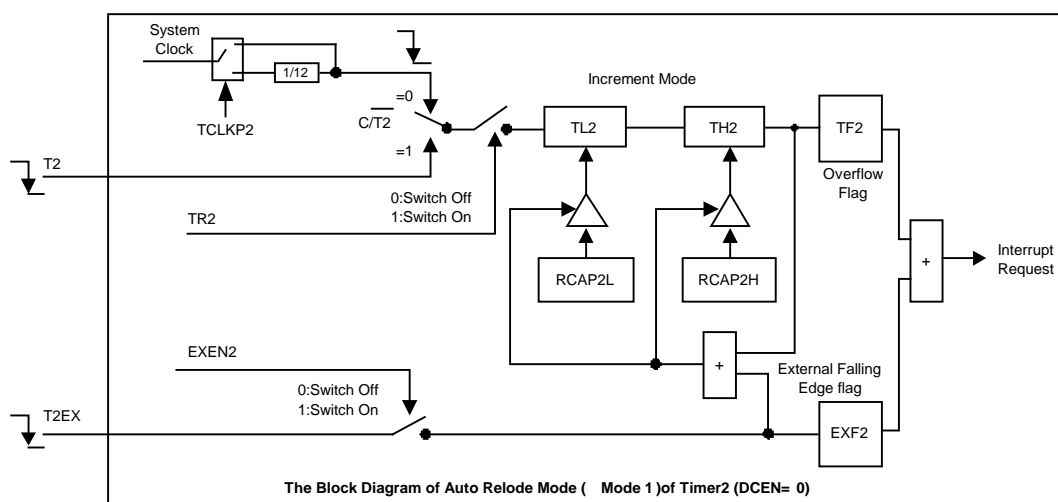 System
Clock
1/12
TCLKP2
=0
C/T2
=1
Increment Mode
TL2
TH2
TF2
Overflow
Flag
T2
0:Switch Off
1:Switch On
TR2
RCAP2L
RCAP2H
+
Interrupt
Request
EXEN2
0:Switch Off
1:Switch On
+
External Falling
Edge flag
T2EX
EXF2
The Block Diagram of Auto Relode Mode ( Mode 1 )of Timer2 (DCEN= 0)